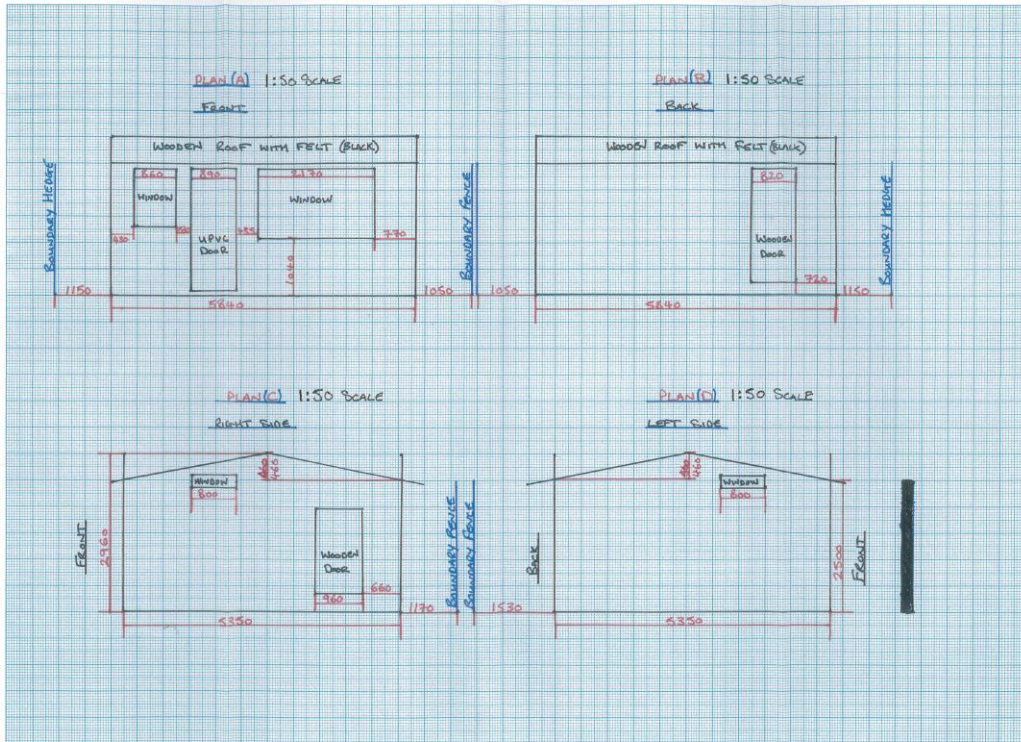 PLAN(A) 1:50 SCALE
FRONT
WOODEN ROOF WITH FELT (BLACK)
860
890
2170
WINDOW
WINDOW
430
485
UPVC
DOOR
770
1040
BOUNDARY HEDGE
BOUNDARY FENCE
1150
5840
1050
PLAN(B) 1:50 SCALE
BACK
WOODEN ROOF WITH FELT (BLACK)
820
WOODEN
DOOR
720
BOUNDARY HEDGE
1050
5840
1150
PLAN(C) 1:50 SCALE
RIGHT SIDE
460
WINDOW
800
FRONT
2960
WOODEN
DOOR
660
960
BOUNDARY FENCE
BOUNDARY FENCE
1170
5350
PLAN(D) 1:50 SCALE
LEFT SIDE
460
WINDOW
800
BACK
2500
FRONT
1530
5350